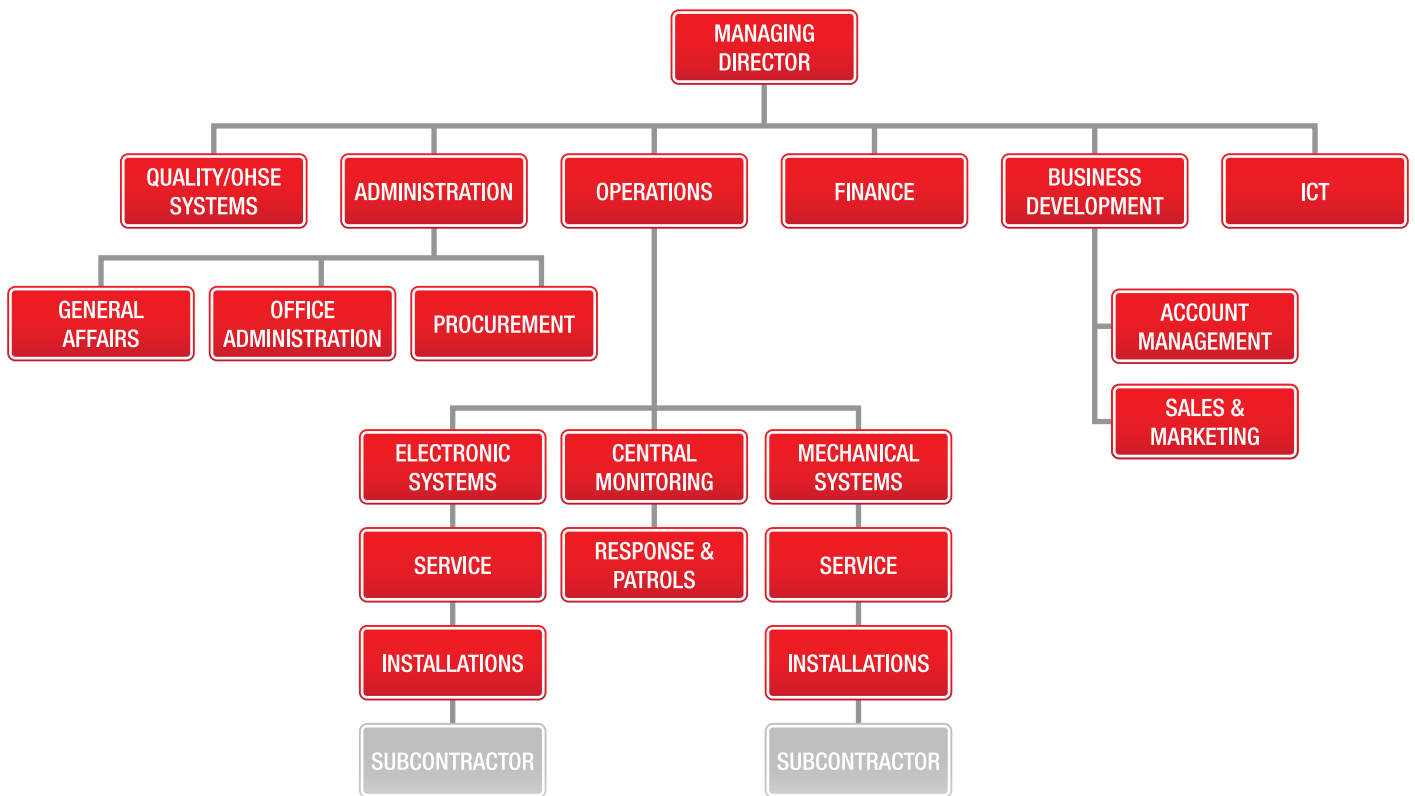 MANAGING
DIRECTOR
QUALITY/OHSE
SYSTEMS
ADMINISTRATION
OPERATIONS
FINANCE
BUSINESS
DEVELOPMENT
ICT
GENERAL
AFFAIRS
OFFICE
ADMINISTRATION
PROCUREMENT
ACCOUNT
MANAGEMENT
SALES &
MARKETING
ELECTRONIC
SYSTEMS
CENTRAL
MONITORING
MECHANICAL
SYSTEMS
SERVICE
RESPONSE &
PATROLS
SERVICE
INSTALLATIONS
INSTALLATIONS
SUBCONTRACTOR
SUBCONTRACTOR